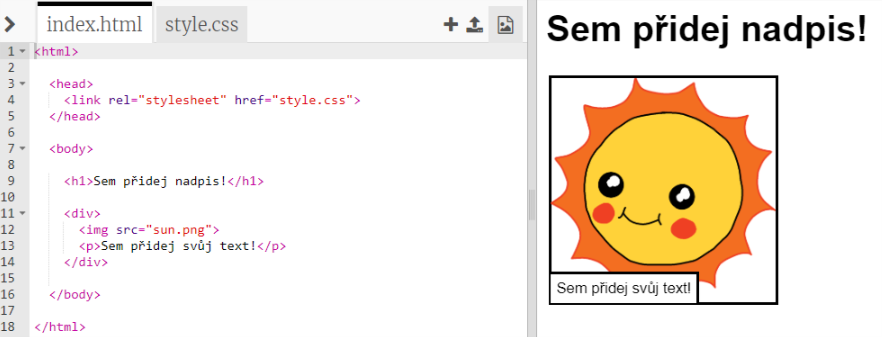 index.html
style.css
1 <html>
2
3 <head>
4 <link rel="stylesheet" href="style.css">
5 </head>
6
7 <body>
8
9 <h1>Sem přidej nadpis!</h1>
10
11 <div>
12 <img src="sun.png">
13 <p>Sem přidej svůj text!</p>
14 </div>
15
16 </body>
17
18 </html>
Sem přidej nadpis!
Sem přidej svůj text!